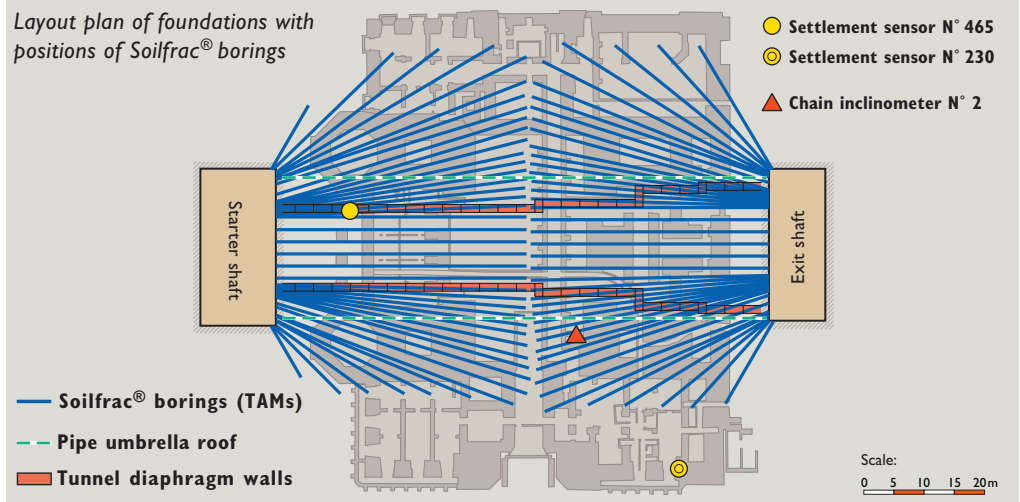 Layout plan of foundations with
positions of Soilfrac® borings
Settlement sensor N° 465
Settlement sensor N° 230
Chain inclinometer N° 2
Starter shaft
Exit shaft
Soilfrac® borings (TAMs)
Pipe umbrella roof
Tunnel diaphragm walls
Scale:
0 5 10 15 20m